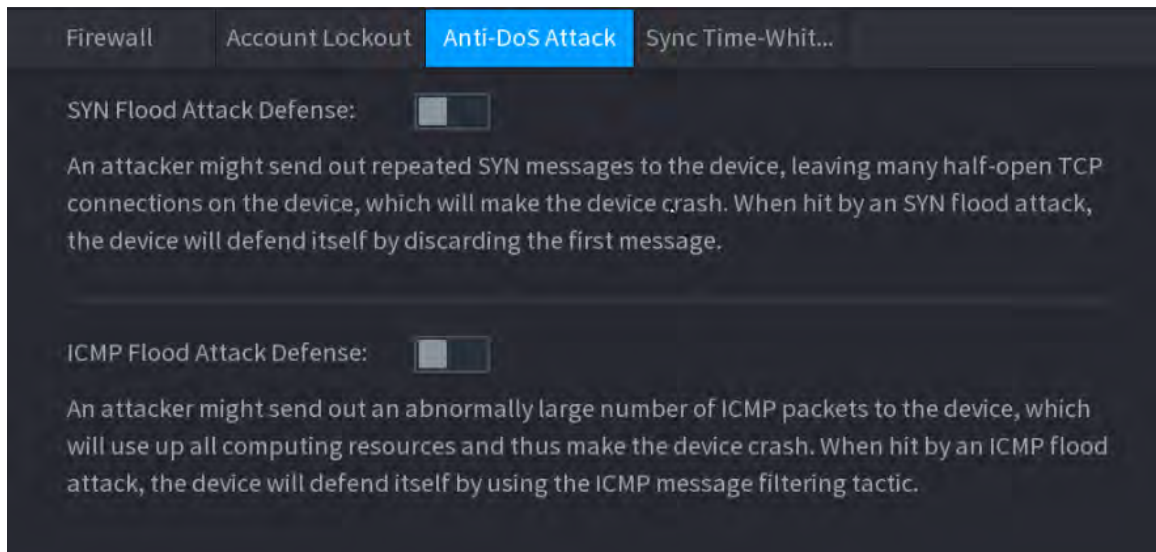 Firewall Account Lockout Anti-DoS Attack Sync Time-Whit...
SYN Flood Attack Defense:
An attacker might send out repeated SYN messages to the device, leaving many half-open TCP
connections on the device, which will make the device crash. When hit by an SYN flood attack,
the device will defend itself by discarding the first message.
ICMP Flood Attack Defense:
An attacker might send out an abnormally large number of ICMP packets to the device, which
will use up all computing resources and thus make the device crash. When hit by an ICMP flood
attack, the device will defend itself by using the ICMP message filtering tactic.